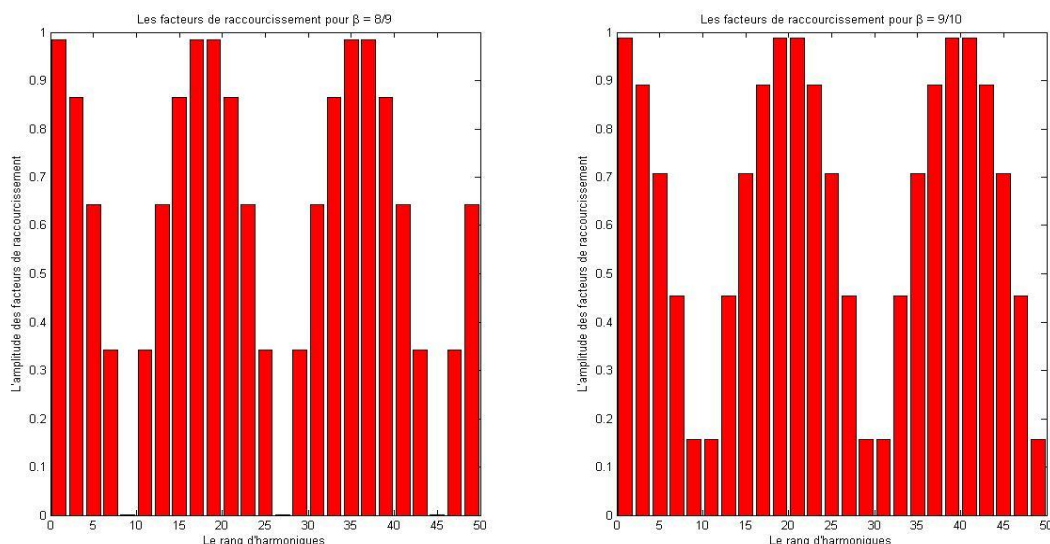 Les facteurs de raccourcissement pour β = 8/9
L'amplitude des facteurs de raccourcissement
1
0.9
0.8
0.7
0.6
0.5
0.4
0.3
0.2
0.1
0
0 5 10 15 20 25 30 35 40 45 50
Le rang d'harmoniques
Les facteurs de raccourcissement pour β = 9/10
L'amplitude des facteurs de raccourcissement
1
0.9
0.8
0.7
0.6
0.5
0.4
0.3
0.2
0.1
0
0 5 10 15 20 25 30 35 40 45 50
Le rang d'harmoniques